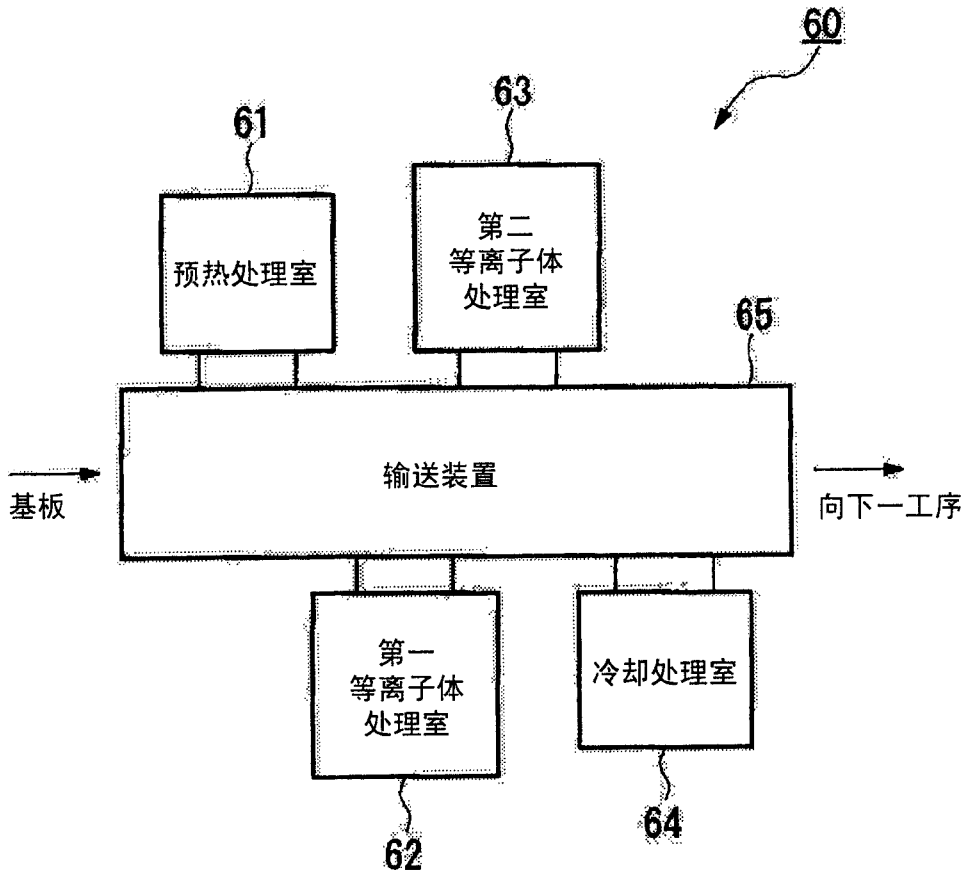 60
63
61
第二
等离子体
处理室
预热处理室
65
输送装置
基板
向下一工序
第一
等离子体
处理室
冷却处理室
64
62